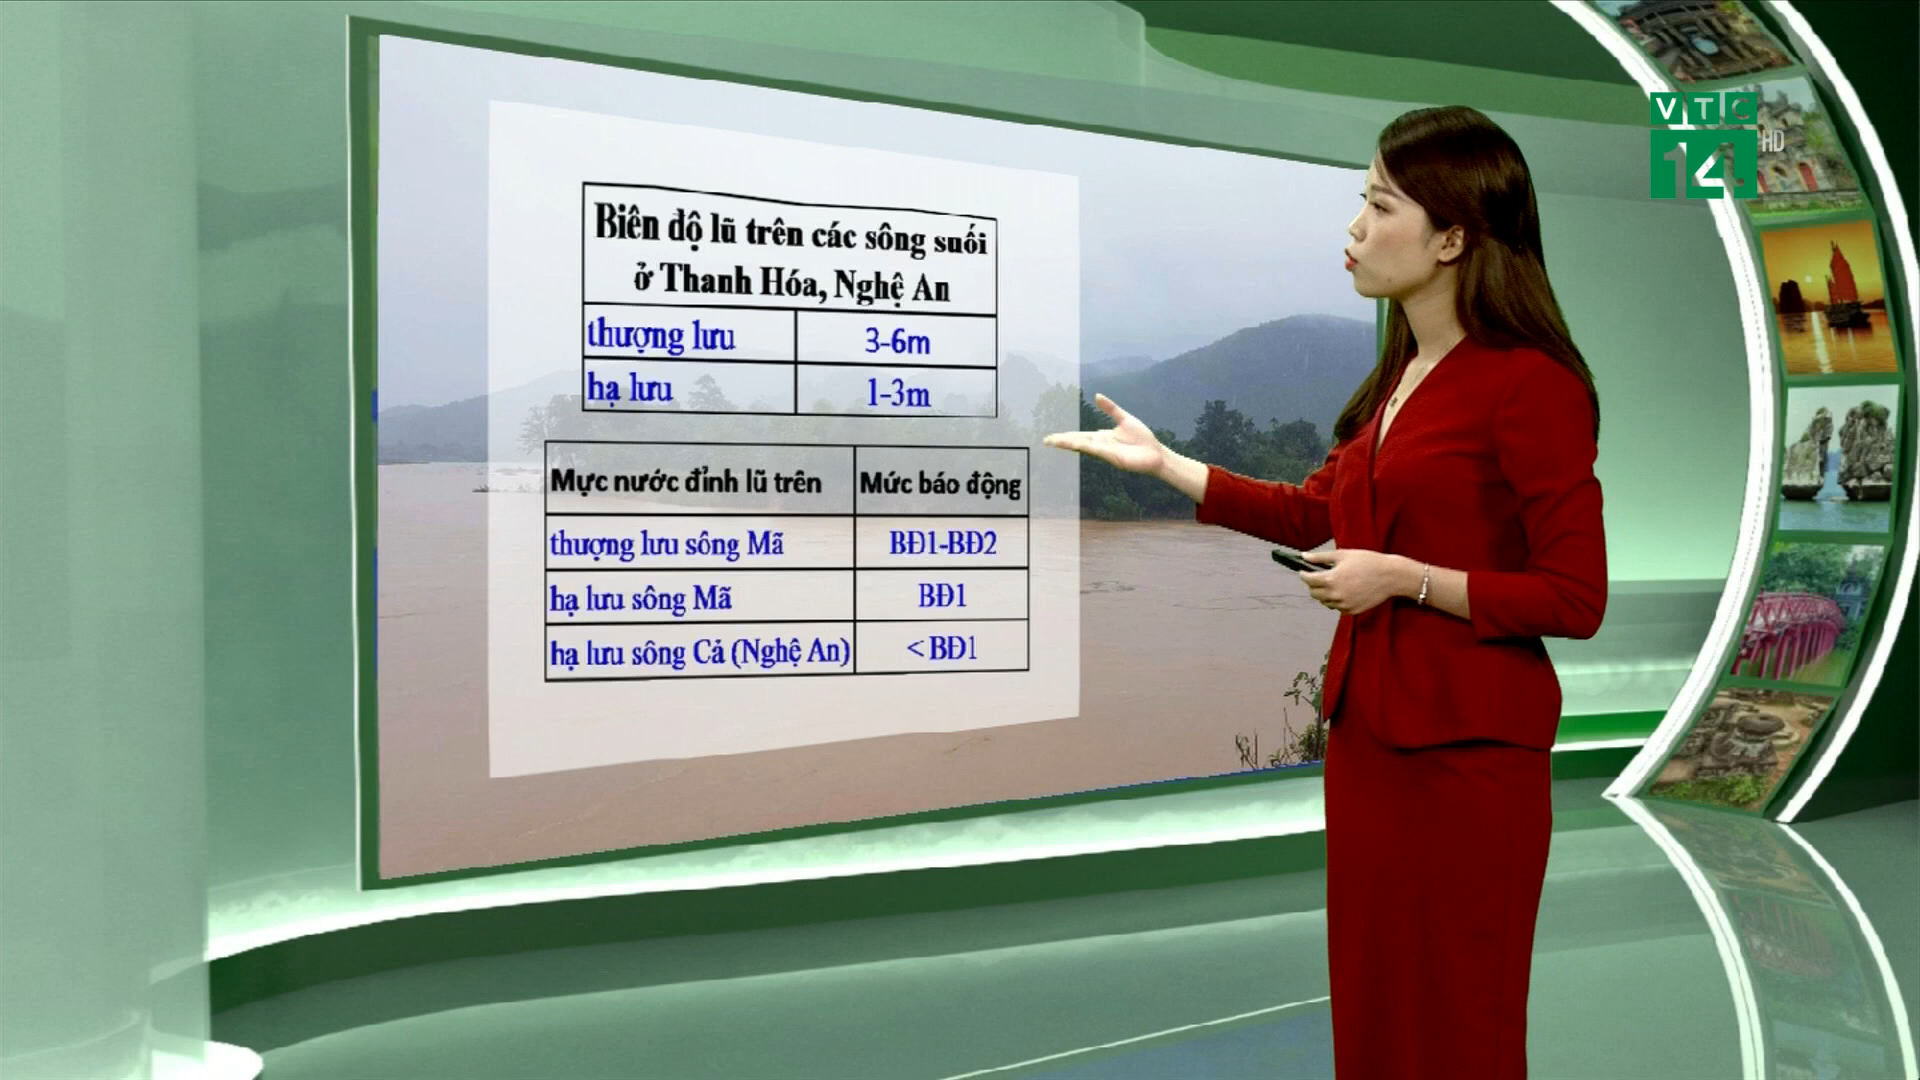 VTC
14
HD
Biên độ lũ trên các sông suối
ở Thanh Hóa, Nghệ An
thượng lưu 3-6m
hạ lưu 1-3m
Mực nước đỉnh lũ trên Mức báo động
thượng lưu sông Mã BĐ1-BĐ2
hạ lưu sông Mã BĐ1
hạ lưu sông Cả (Nghệ An) < BĐ1